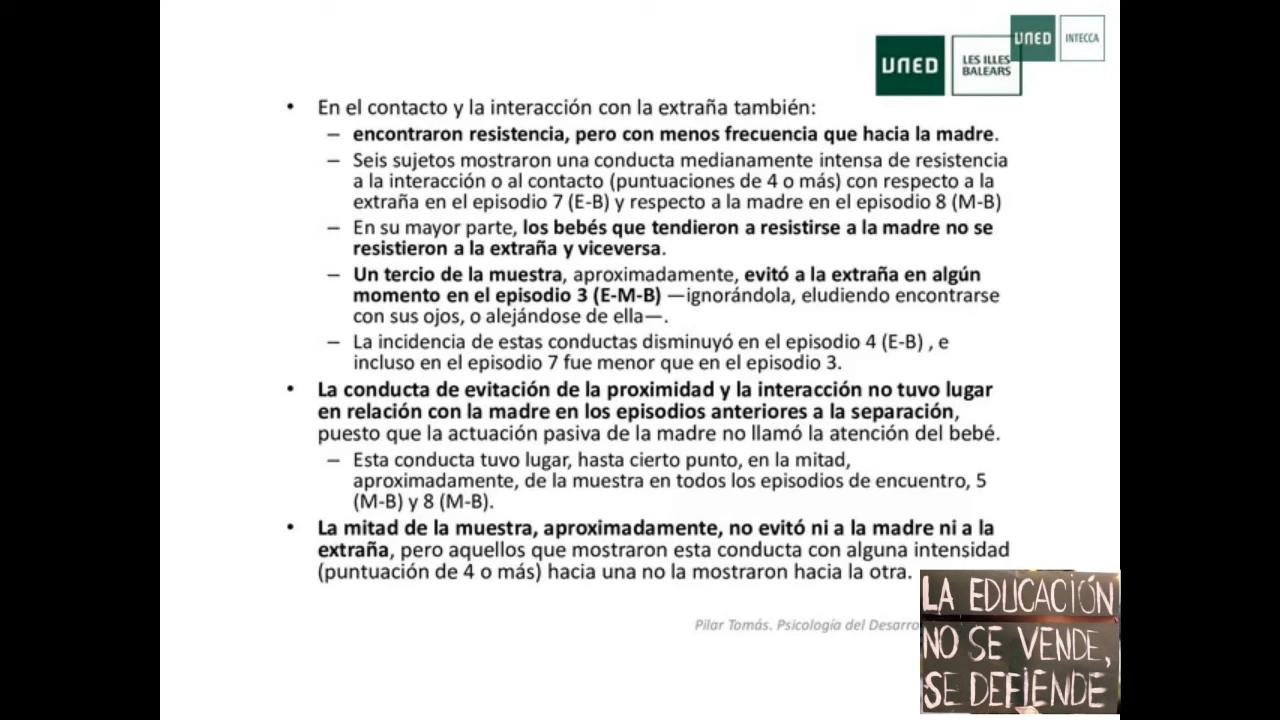 UNED
INTECCA
UNED
LES ILLES
BALEARS
• En el contacto y la interacción con la extraña también:
– encontraron resistencia, pero con menos frecuencia que hacia la madre.
– Seis sujetos mostraron una conducta medianamente intensa de resistencia
a la interacción o al contacto (puntuaciones de 4 o más) con respecto a la
extraña en el episodio 7 (E-B) y respecto a la madre en el episodio 8 (M-B)
– En su mayor parte, los bebés que tendieron a resistirse a la madre no se
resistieron a la extraña y viceversa.
– Un tercio de la muestra, aproximadamente, evitó a la extraña en algún
momento en el episodio 3 (E-M-B) —ignorándola, eludiendo encontrarse
con sus ojos, o alejándose de ella—.
– La incidencia de estas conductas disminuyó en el episodio 4 (E-B) , e
incluso en el episodio 7 fue menor que en el episodio 3.
• La conducta de evitación de la proximidad y la interacción no tuvo lugar
en relación con la madre en los episodios anteriores a la separación,
puesto que la actuación pasiva de la madre no llamó la atención del bebé.
– Esta conducta tuvo lugar, hasta cierto punto, en la mitad,
aproximadamente, de la muestra en todos los episodios de encuentro, 5
(M-B) y 8 (M-B).
• La mitad de la muestra, aproximadamente, no evitó ni a la madre ni a la
extraña, pero aquellos que mostraron esta conducta con alguna intensidad
(puntuación de 4 o más) hacia una no la mostraron hacia la otra.
Pilar Tomás. Psicología del Desarro
LA EDUCACIÓN
NO SE VENDE,
SE DEFIENDE